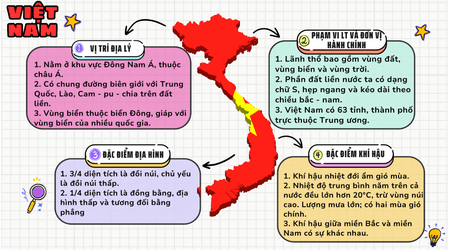 VIỆT
NAM
1 VỊ TRÍ ĐỊA LÝ
1. Nằm ở khu vực Đông Nam Á, thuộc
châu Á.
2. Có chung đường biên giới với Trung
Quốc, Lào, Cam - pu - chia trên đất
liền.
3. Vùng biển thuộc biển Đông, giáp với
vùng biển của nhiều quốc gia.
2 PHẠM VI LT VÀ ĐƠN VỊ
HÀNH CHÍNH
1. Lãnh thổ bao gồm vùng đất,
vùng biển và vùng trời.
2. Phần đất liền nước ta có dạng
chữ S, hẹp ngang và kéo dài theo
chiều bắc - nam.
3. Việt Nam có 63 tỉnh, thành phố
trực thuộc Trung ương.
3 ĐẶC ĐIỂM ĐỊA HÌNH
1. 3/4 diện tích là đồi núi, chủ yếu
là đồi núi thấp.
2. 1/4 diện tích là đồng bằng, địa
hình thấp và tương đối bằng
phẳng
4 ĐẶC ĐIỂM KHÍ HẬU
1. Khí hậu nhiệt đới ẩm gió mùa.
2. Nhiệt độ trung bình năm trên cả
nước đều lớn hơn 20°C, trừ vùng núi
cao. Lượng mưa lớn; có hai mùa gió
chính.
3. Khí hậu giữa miền Bắc và miền
Nam có sự khác nhau.